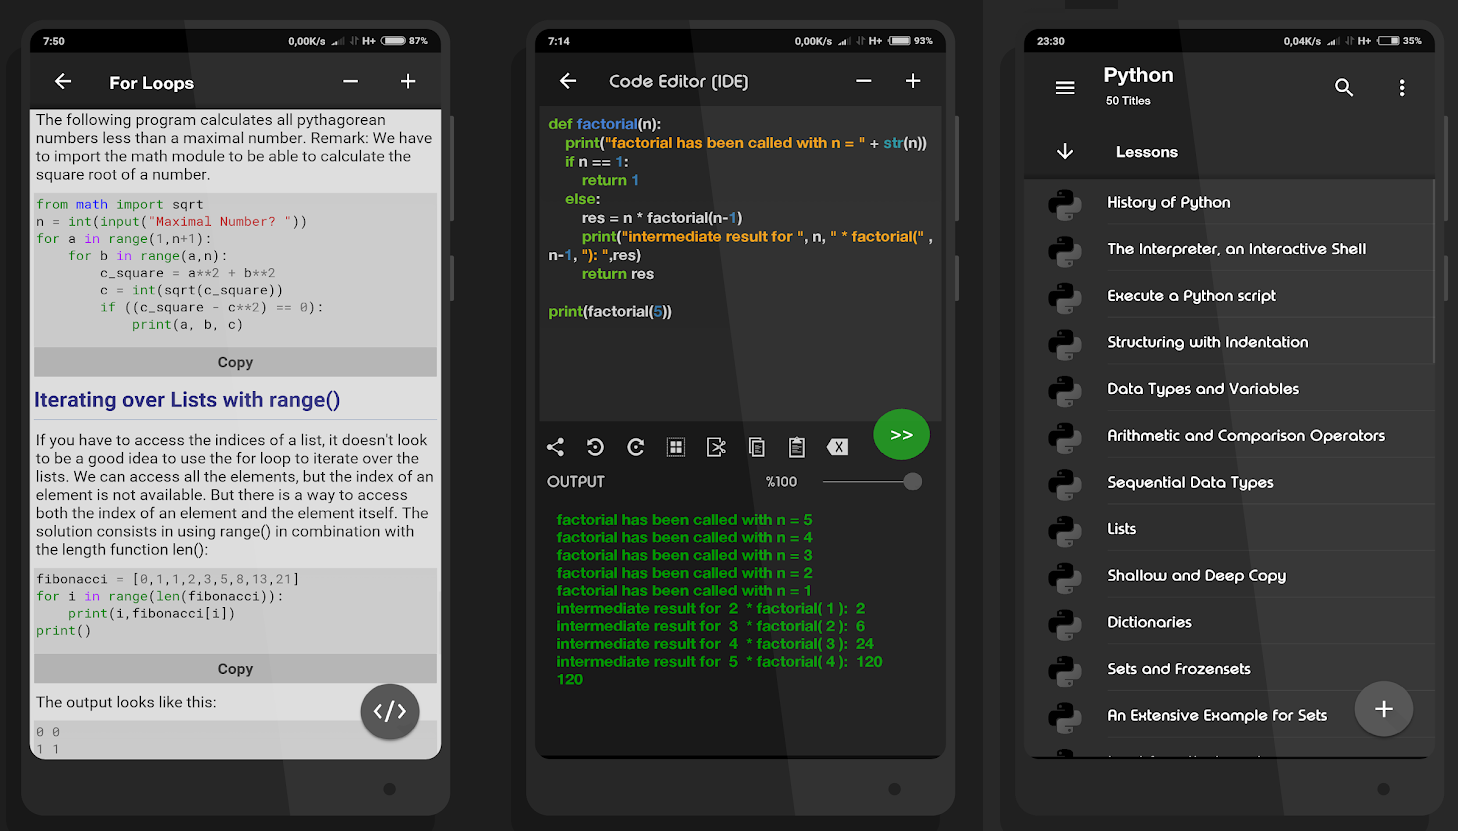 7:50
0,00K/s H+ 87%
For Loops
The following program calculates all pythagorean
numbers less than a maximal number. Remark: We have
to import the math module to be able to calculate the
square root of a number.
from math import sqrt
n = int(input("Maximal Number? "))
for a in range(1,n+1):
    for b in range(a,n):
        c_square = a**2 + b**2
        c = int(sqrt(c_square))
        if ((c_square - c**2) == 0):
            print(a, b, c)
Copy
Iterating over Lists with range()
If you have to access the indices of a list, it doesn't look
to be a good idea to use the for loop to iterate over the
lists. We can access all the elements, but the index of an
element is not available. But there is a way to access
both the index of an element and the element itself. The
solution consists in using range() in combination with
the length function len():
fibonacci = [0,1,1,2,3,5,8,13,21]
for i in range(len(fibonacci)):
    print(i,fibonacci[i])
print()
Copy
The output looks like this:
</>
0 0
1 1
7:14
0,00K/s H+ 93%
Code Editor (IDE)
def factorial(n):
    print("factorial has been called with n = " + str(n))
    if n == 1:
        return 1
    else:
        res = n * factorial(n-1)
        print("intermediate result for ", n, " * factorial(" ,
n-1, "): ",res)
        return res
print(factorial(5))
>>
OUTPUT %100
factorial has been called with n = 5
factorial has been called with n = 4
factorial has been called with n = 3
factorial has been called with n = 2
factorial has been called with n = 1
intermediate result for  2  * factorial( 1 ):  2
intermediate result for  3  * factorial( 2 ):  6
intermediate result for  4  * factorial( 3 ):  24
intermediate result for  5  * factorial( 4 ):  120
120
23:30
0,04K/s H+ 35%
Python
50 Titles
Lessons
History of Python
The Interpreter, an Interactive Shell
Execute a Python script
Structuring with Indentation
Data Types and Variables
Arithmetic and Comparison Operators
Sequential Data Types
Lists
Shallow and Deep Copy
Dictionaries
Sets and Frozensets
An Extensive Example for Sets